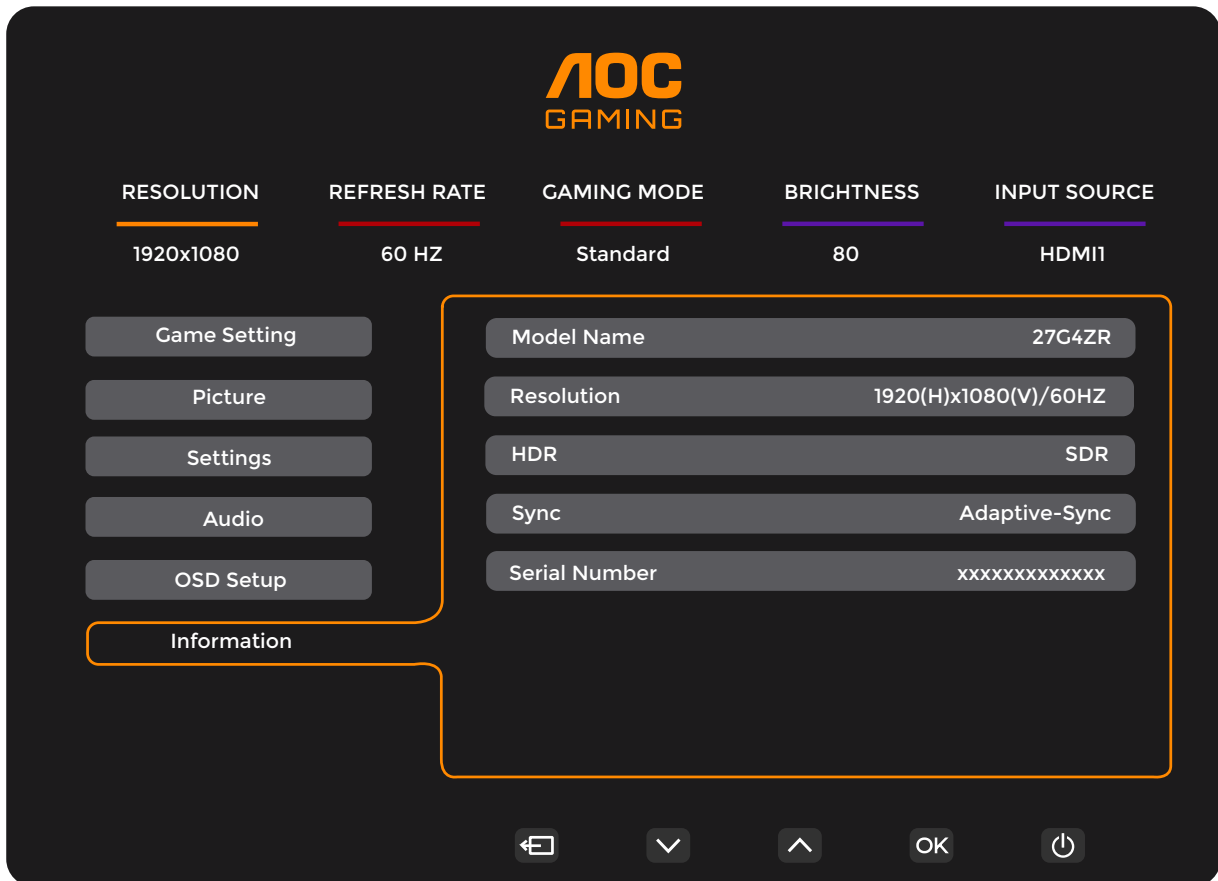 AOC
GAMING
RESOLUTION REFRESH RATE GAMING MODE BRIGHTNESS INPUT SOURCE
1920x1080 60 HZ Standard 80 HDMI1
Game Setting
Picture
Settings
Audio
OSD Setup
Information
Model Name 27G4ZR
Resolution 1920(H)x1080(V)/60HZ
HDR SDR
Sync Adaptive-Sync
Serial Number xxxxxxxxxxxxx
OK